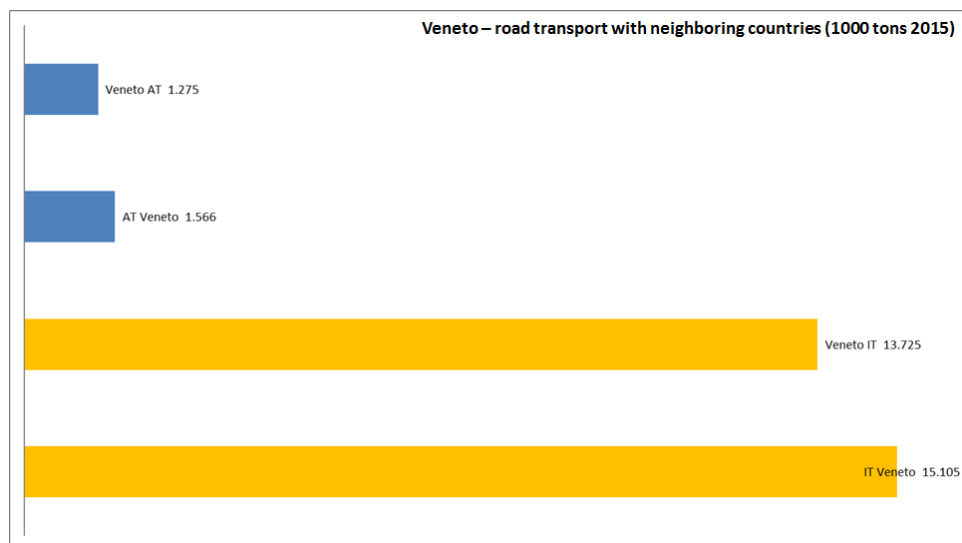 Veneto – road transport with neighboring countries (1000 tons 2015)
Veneto AT 1.275
AT Veneto 1.566
Veneto IT 13.725
IT Veneto 15.105